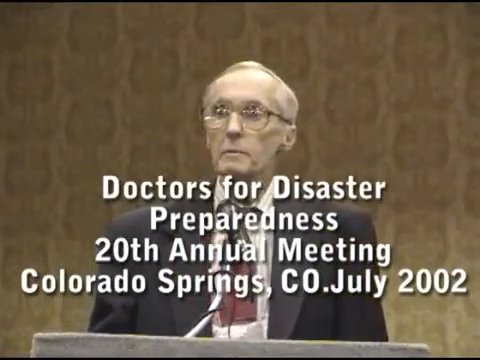 Doctors for Disaster
Preparedness
20th Annual Meeting
Colorado Springs, CO.July 2002